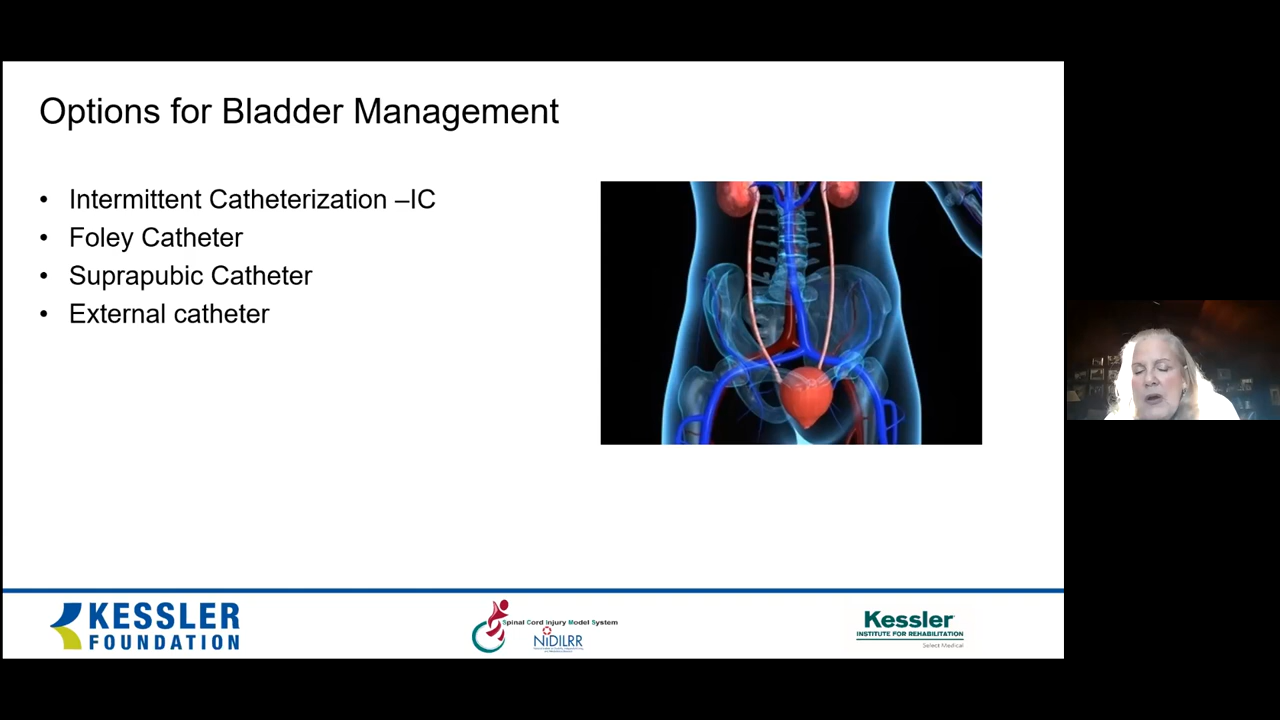 Options for Bladder Management
• Intermittent Catheterization –IC
• Foley Catheter
• Suprapubic Catheter
• External catheter
KESSLER
FOUNDATION
Spinal Cord Injury Model System
NIDILRR
Kessler
INSTITUTE FOR REHABILITATION
Select Medical